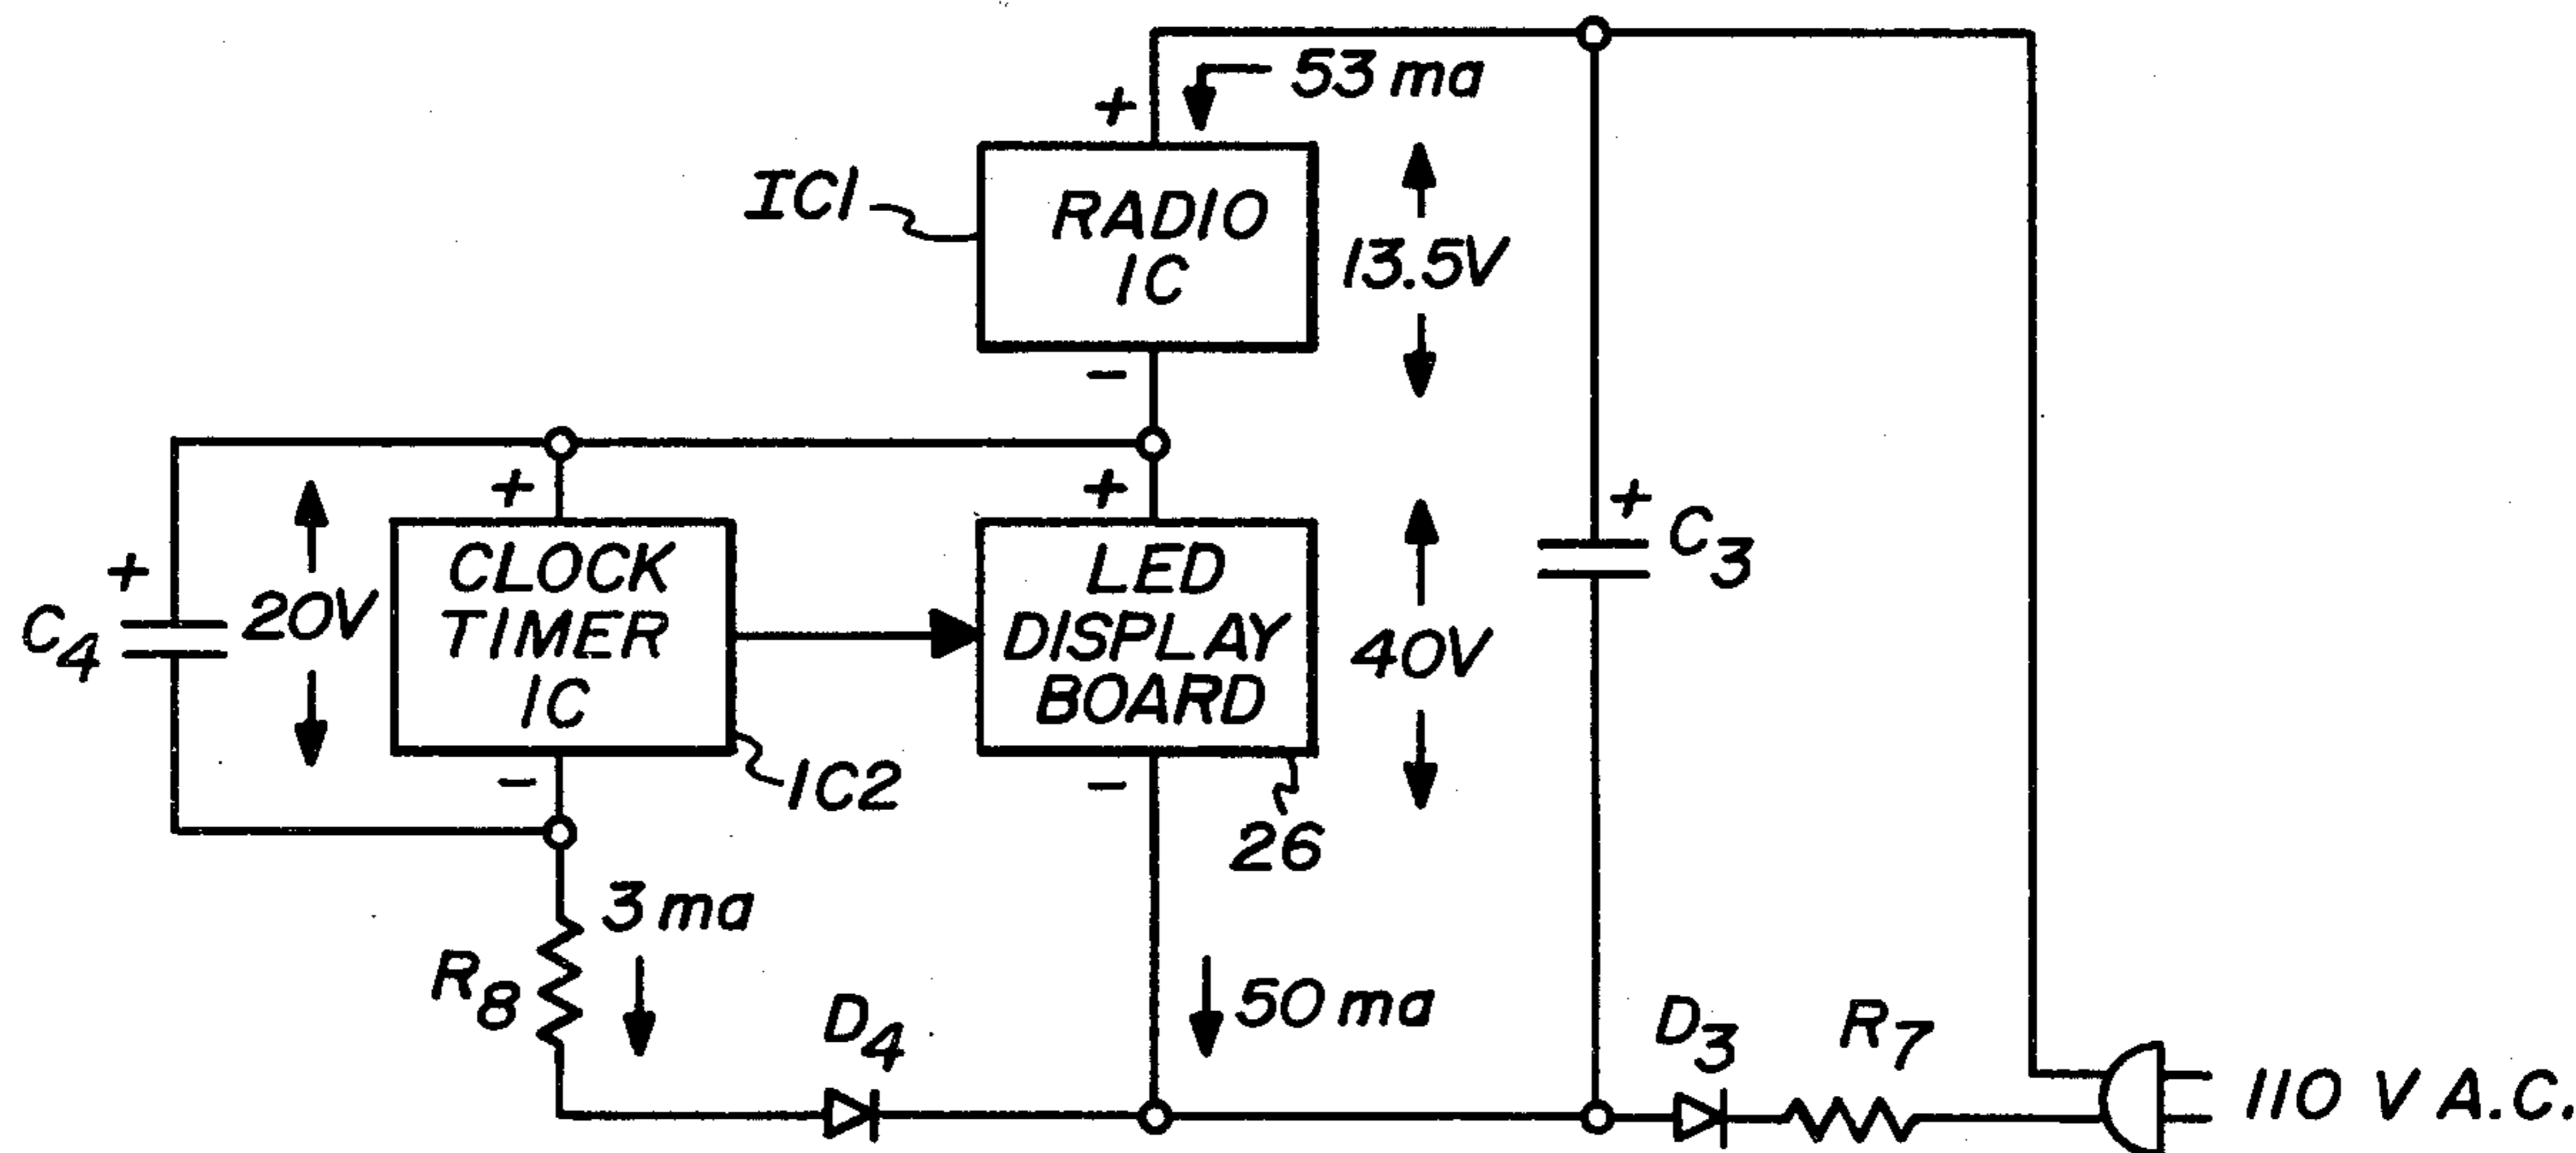 53 ma
+
IC1
RADIO
IC
13.5V
-
+
+
+
20V
C4
CLOCK
TIMER
IC
LED
DISPLAY
BOARD
40V
+
C3
-
IC2
-
26
3 ma
R8
D4
50 ma
D3
R7
110 V A.C.